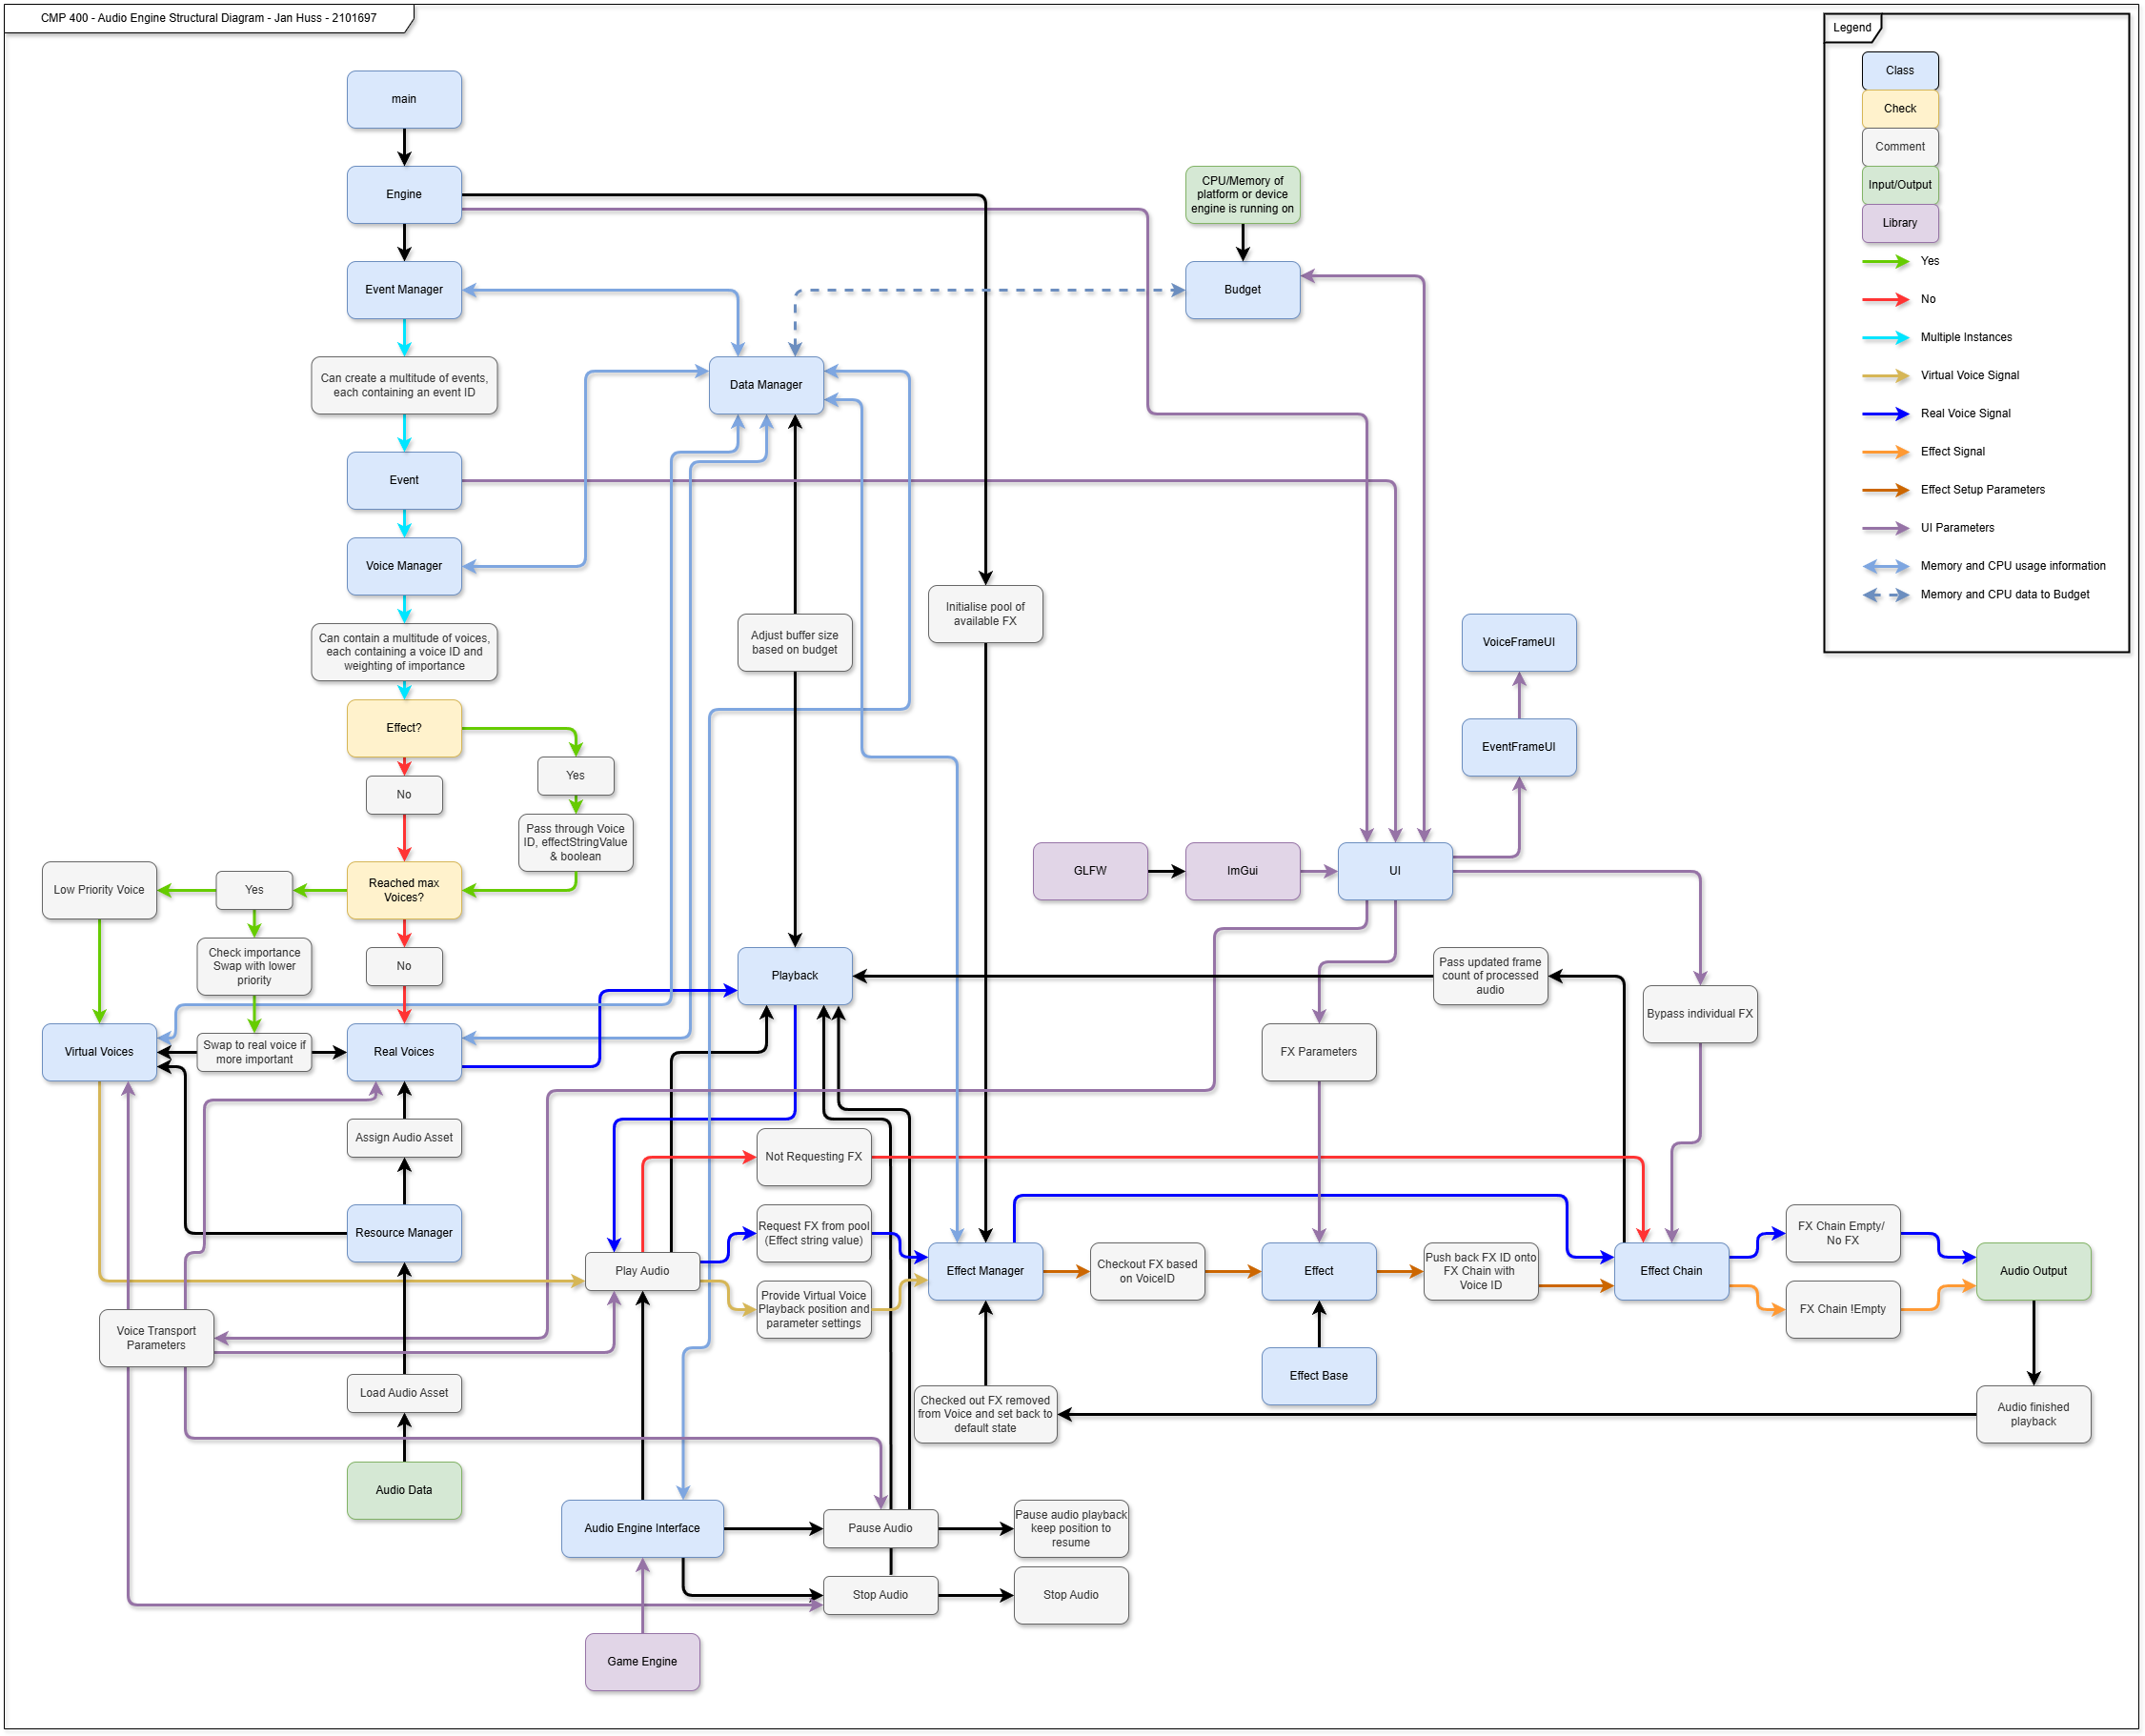 CMP 400 - Audio Engine Structural Diagram - Jan Huss - 2101697
Legend
Class
Check
Comment
Input/Output
Library
Yes
No
Multiple Instances
Virtual Voice Signal
Real Voice Signal
Effect Signal
Effect Setup Parameters
UI Parameters
Memory and CPU usage information
Memory and CPU data to Budget
main
Engine
CPU/Memory of
platform or device
engine is running on
Event Manager
Budget
Can create a multitude of events,
each containing an event ID
Data Manager
Event
Voice Manager
Can contain a multitude of voices,
each containing a voice ID and
weighting of importance
Adjust buffer size
based on budget
Initialise pool of
available FX
VoiceFrameUI
Effect?
EventFrameUI
Yes
No
Pass through Voice
ID, effectStringValue
& boolean
Low Priority Voice
Yes
Reached max
Voices?
GLFW
ImGui
UI
Check importance
Swap with lower
priority
No
Playback
Pass updated frame
count of processed
audio
Bypass individual FX
Virtual Voices
Swap to real voice if
more important
Real Voices
FX Parameters
Assign Audio Asset
Not Requesting FX
Resource Manager
Request FX from pool
(Effect string value)
FX Chain Empty/
No FX
Play Audio
Effect Manager
Checkout FX based
on VoiceID
Effect
Push back FX ID onto
FX Chain with
Voice ID
Effect Chain
Audio Output
Provide Virtual Voice
Playback position and
parameter settings
FX Chain !Empty
Voice Transport
Parameters
Effect Base
Load Audio Asset
Checked out FX removed
from Voice and set back to
default state
Audio finished
playback
Audio Data
Audio Engine Interface
Pause Audio
Pause audio playback
keep position to
resume
Stop Audio
Stop Audio
Game Engine